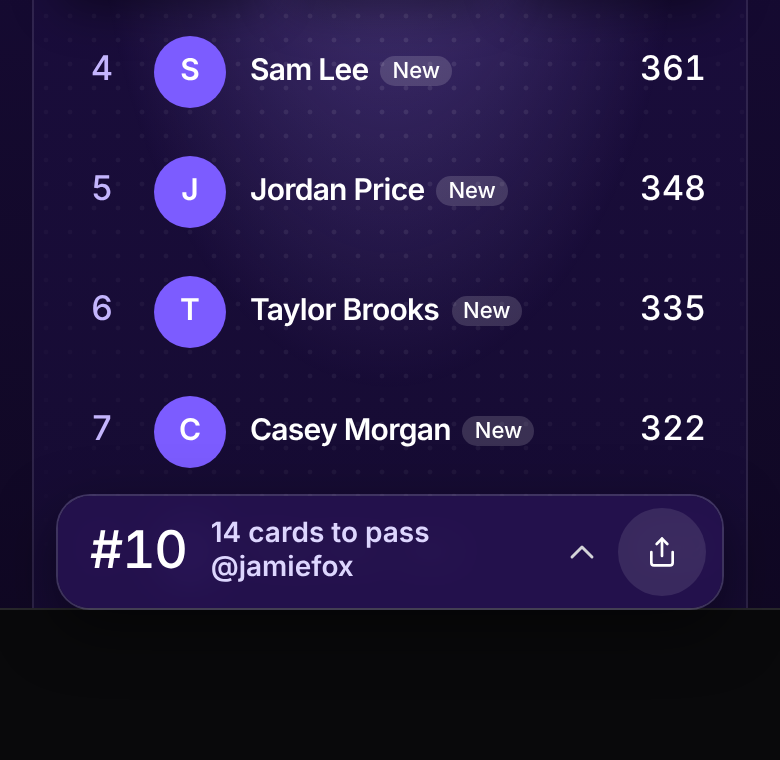 4 S Sam Lee New 361
5 J Jordan Price New 348
6 T Taylor Brooks New 335
7 C Casey Morgan New 322
#10 14 cards to pass
@jamiefox